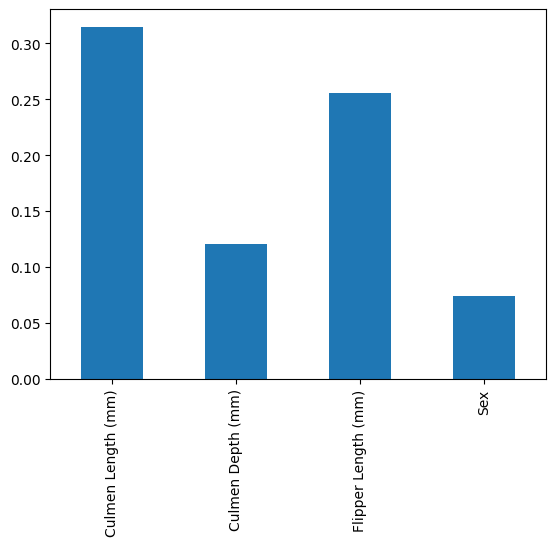 0.30
0.25
0.20
0.15
0.10
0.05
0.00
Culmen Length (mm)
Culmen Depth (mm)
Flipper Length (mm)
Sex